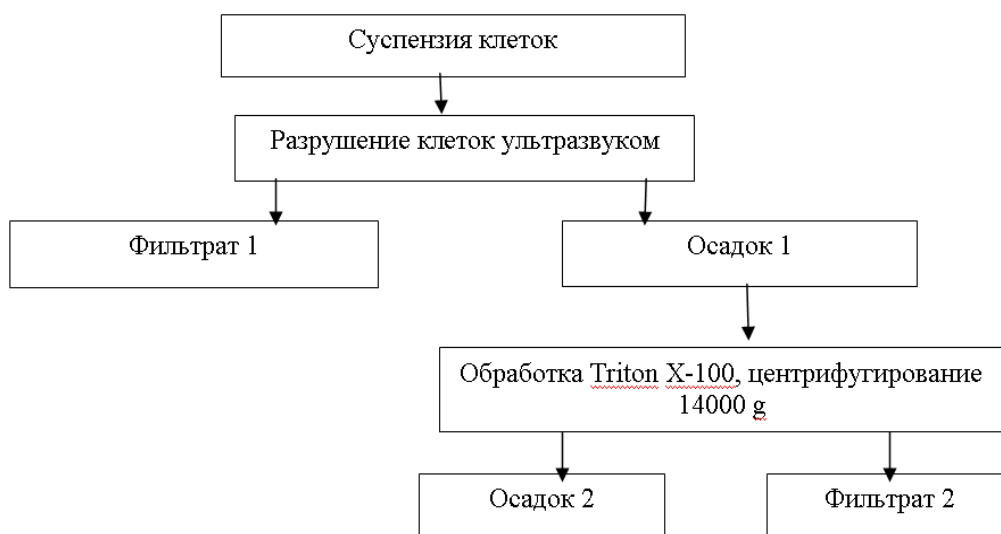 Суспензия клеток
Разрушение клеток ультразвуком
Фильтрат 1
Осадок 1
Обработка Triton X-100, центрифугирование
14000 g
Осадок 2
Фильтрат 2